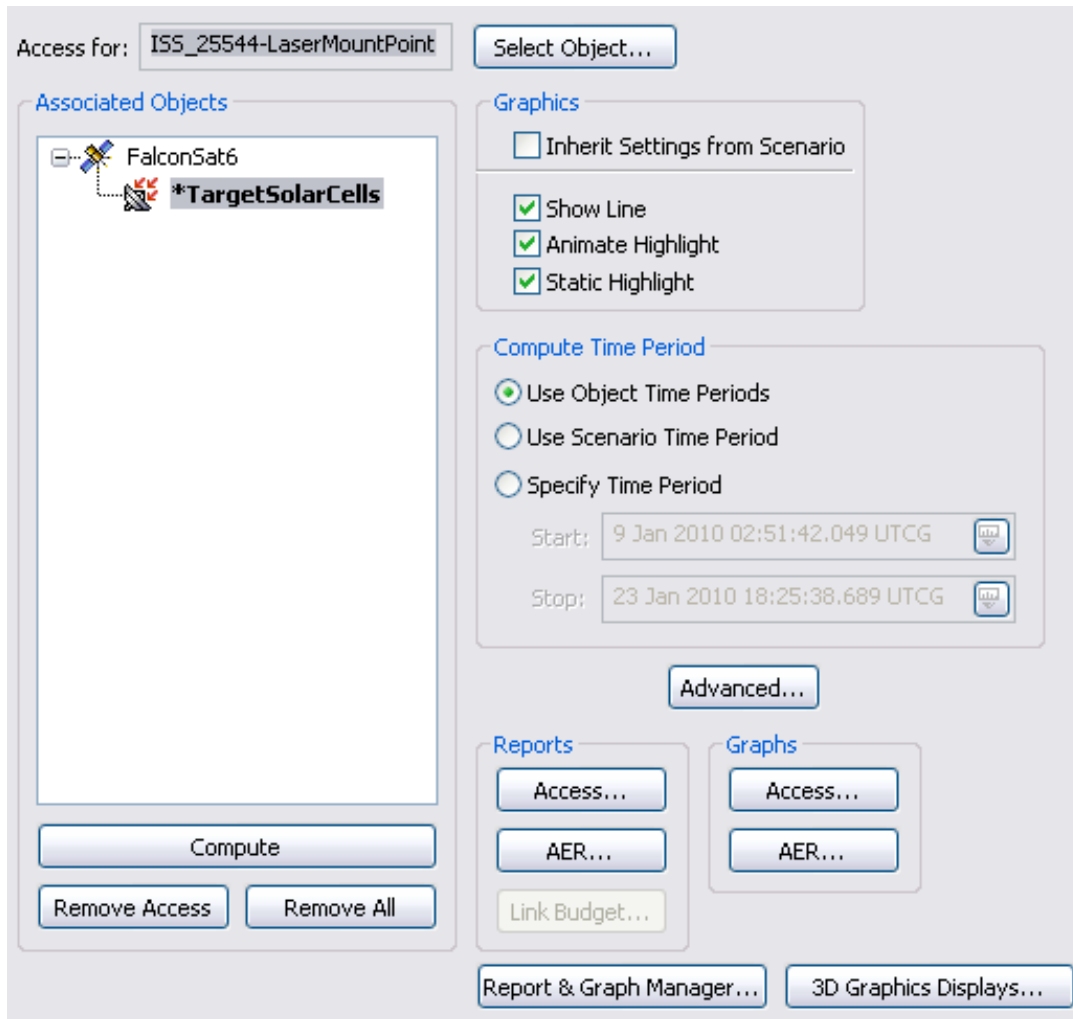 Access for: ISS_25544-LaserMountPoint Select Object...
Associated Objects
FalconSat6
*TargetSolarCells
Compute
Remove Access Remove All
Graphics
Inherit Settings from Scenario
Show Line
Animate Highlight
Static Highlight
Compute Time Period
Use Object Time Periods
Use Scenario Time Period
Specify Time Period
Start: 9 Jan 2010 02:51:42.049 UTCG
Stop: 23 Jan 2010 18:25:38.689 UTCG
Advanced...
Reports
Access...
AER...
Link Budget...
Graphs
Access...
AER...
Report & Graph Manager... 3D Graphics Displays...